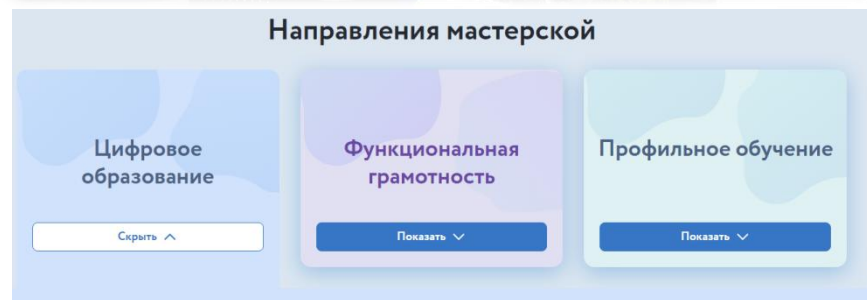 Направления мастерской
Цифровое
образование
Скрыть
Функциональная
грамотность
Показать
Профильное обучение
Показать